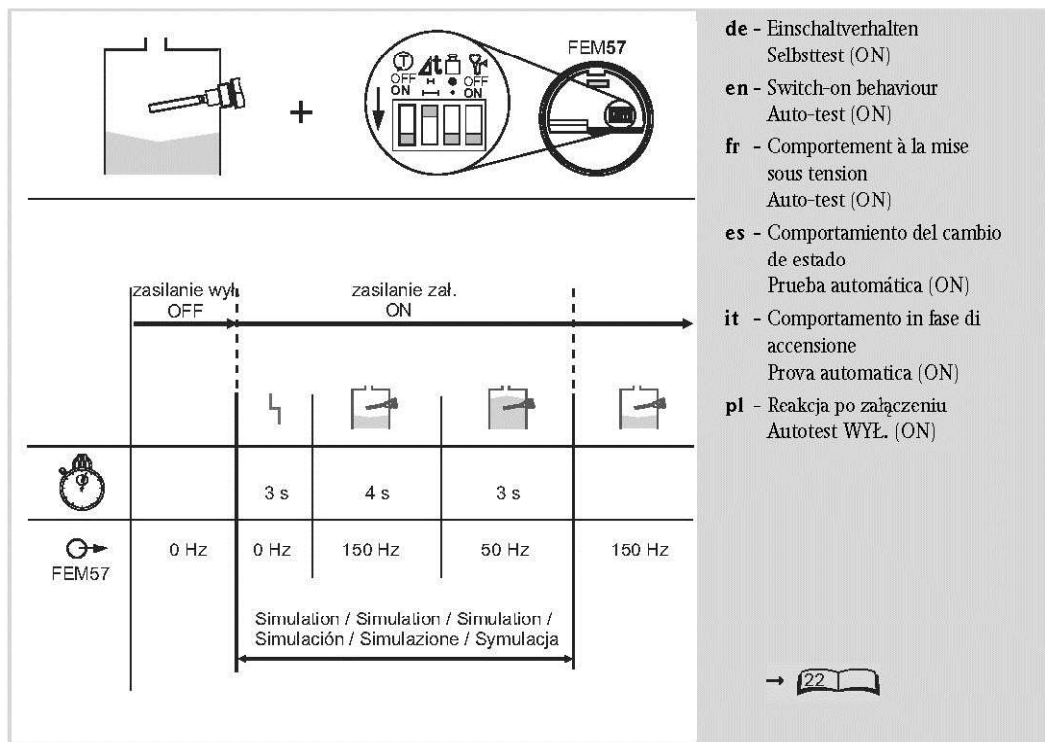 FEM57
T Δt
OFF OFF
ON ON
zasilanie wył.
OFF
zasilanie zał.
ON
3 s 4 s 3 s
FEM57
0 Hz 0 Hz 150 Hz 50 Hz 150 Hz
Simulation / Simulation / Simulation /
Simulación / Simulazione / Symulacja
de - Einschaltverhalten
Selbsttest (ON)
en - Switch-on behaviour
Auto-test (ON)
fr - Comportement à la mise
sous tension
Auto-test (ON)
es - Comportamiento del cambio
de estado
Prueba automática (ON)
it - Comportamento in fase di
accensione
Prova automatica (ON)
pl - Reakcja po załączeniu
Autotest WYŁ. (ON)
→ 22